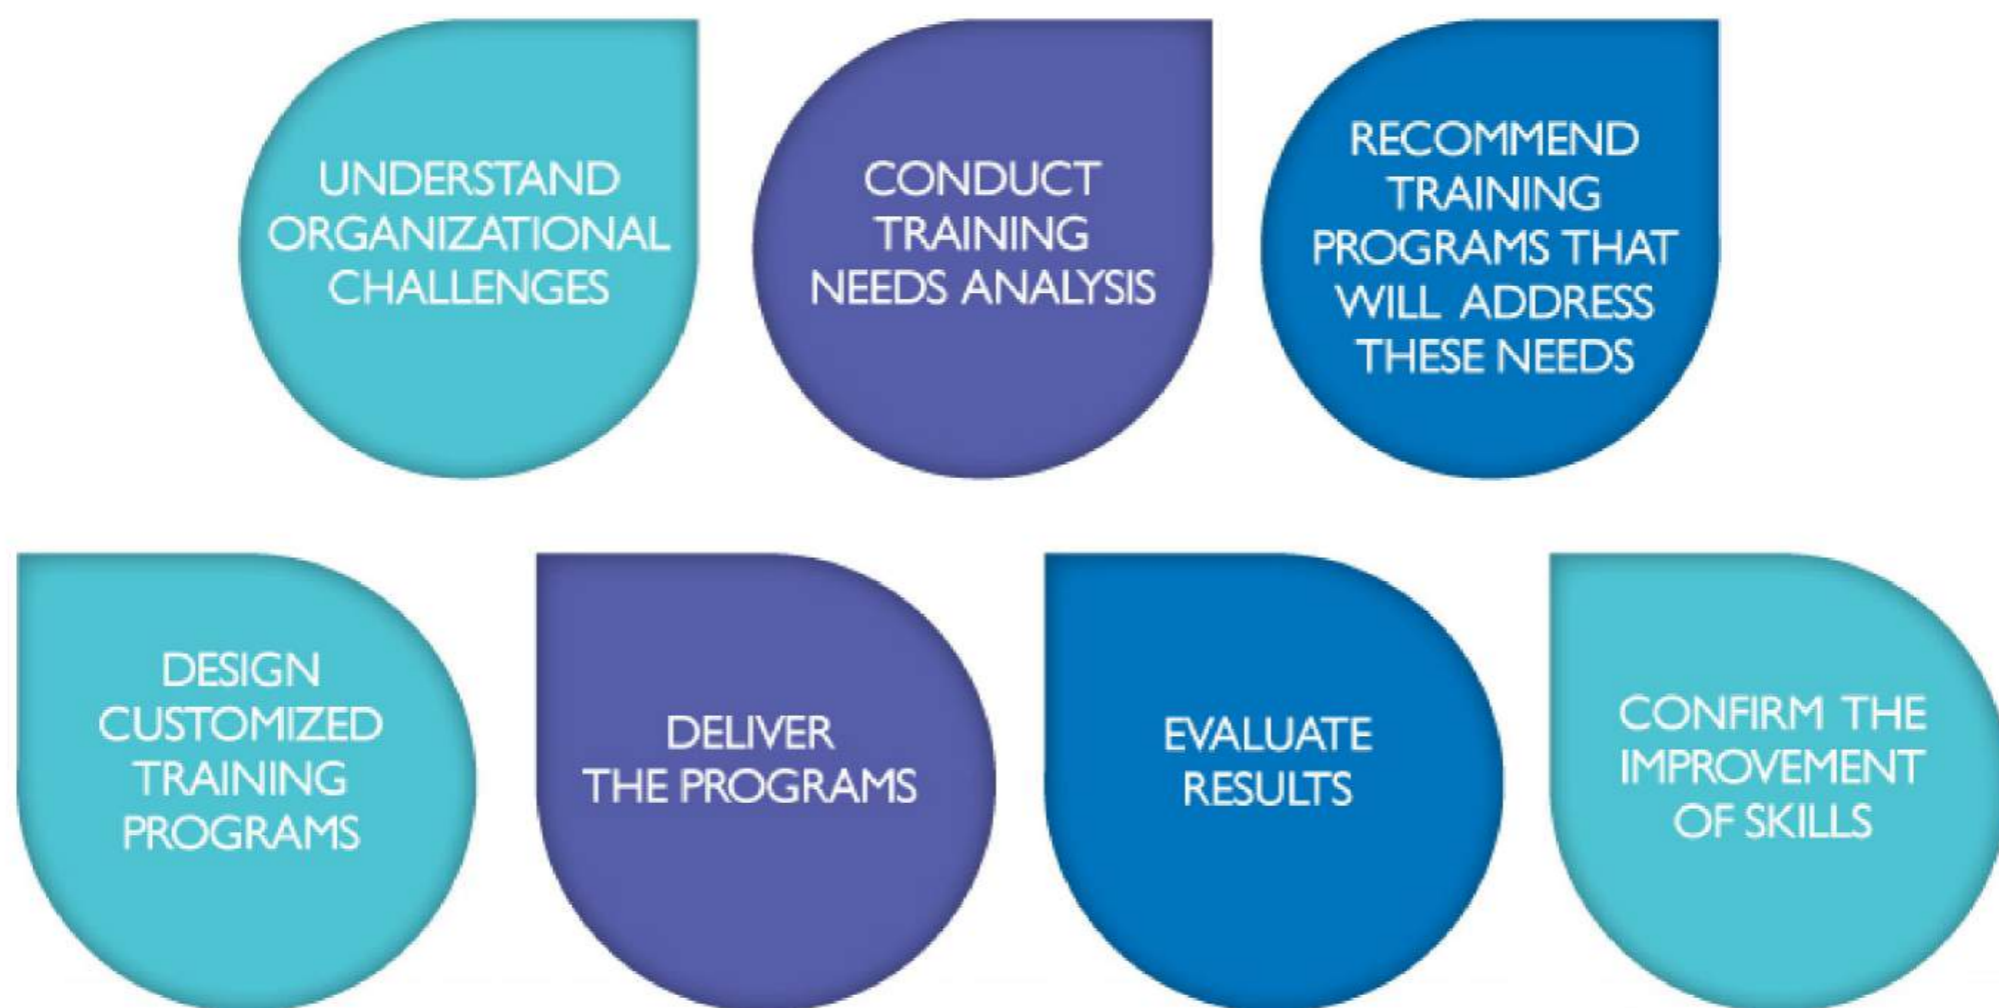 UNDERSTAND
ORGANIZATIONAL
CHALLENGES
CONDUCT
TRAINING
NEEDS ANALYSIS
RECOMMEND
TRAINING
PROGRAMS THAT
WILL ADDRESS
THESE NEEDS
DESIGN
CUSTOMIZED
TRAINING
PROGRAMS
DELIVER
THE PROGRAMS
EVALUATE
RESULTS
CONFIRM THE
IMPROVEMENT
OF SKILLS